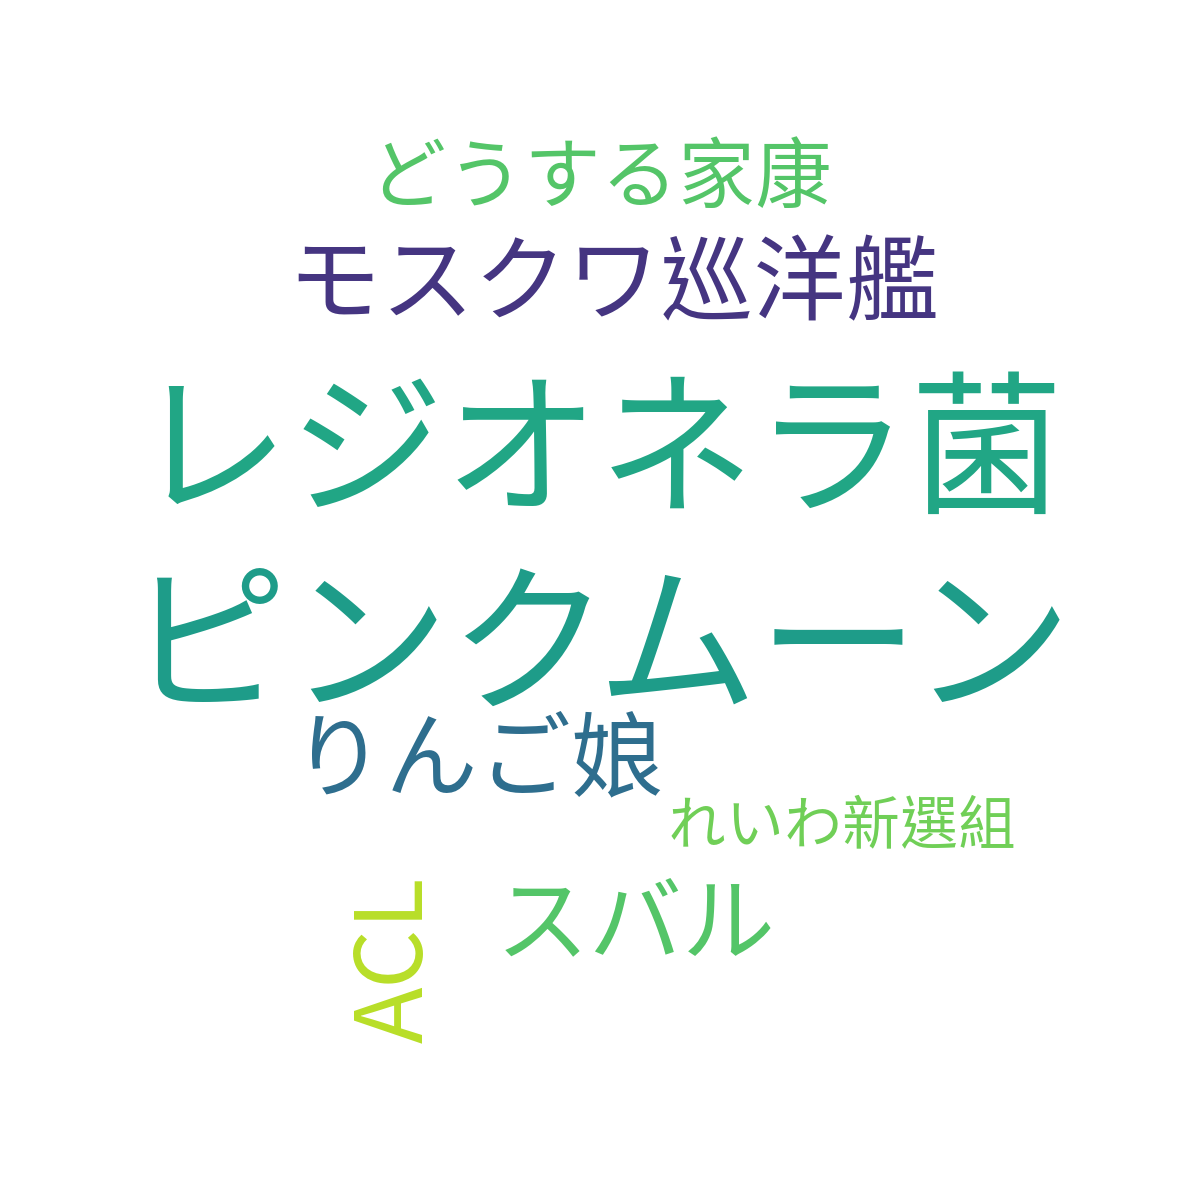 どうする家康
モスクワ巡洋艦
レジオネラ菌
ピンクムーン
りんご娘
れいわ新選組
スバル
ACL